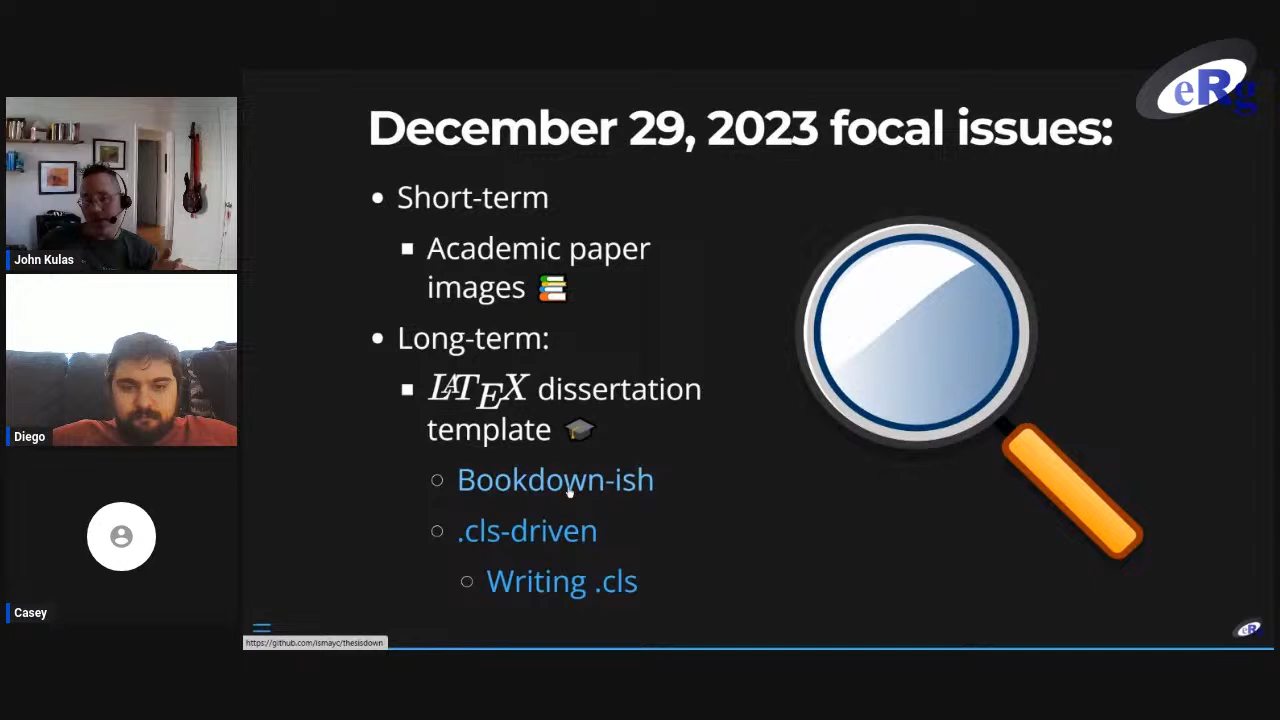 eRg
December 29, 2023 focal issues:
Short-term
Academic paper
images
Long-term:
LATEX dissertation
template
Bookdown-ish
.cls-driven
Writing .cls
John Kulas
Diego
Casey
https://github.com/ismayc/thesisdown
eRg